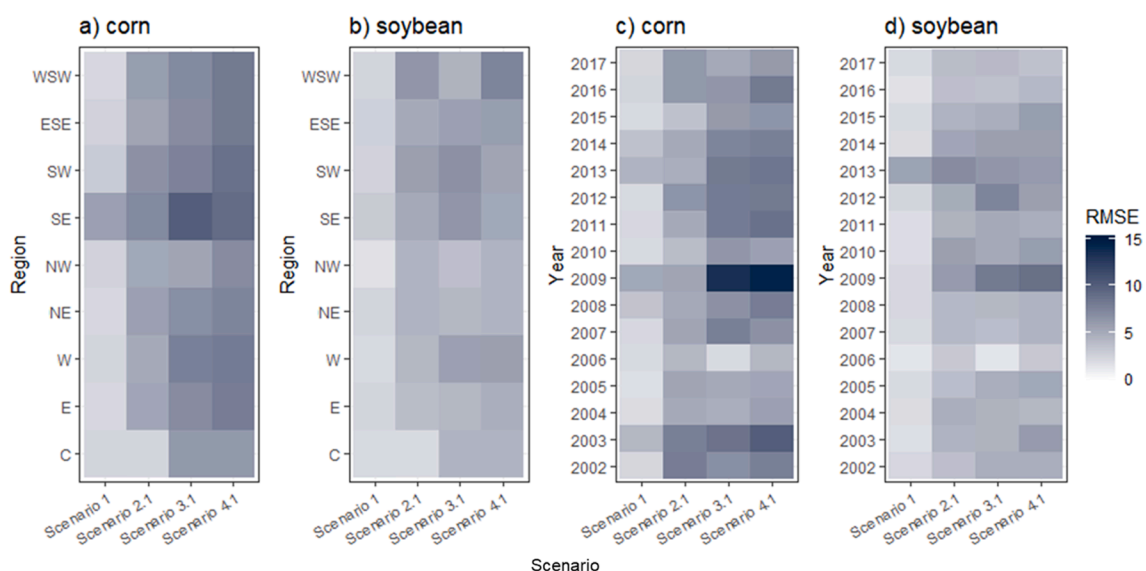 a) corn
b) soybean
c) corn
d) soybean
Region
WSW
ESE
SW
SE
NW
NE
W
E
C
Scenario 1
Scenario 2.1
Scenario 3.1
Scenario 4.1
Region
WSW
ESE
SW
SE
NW
NE
W
E
C
Scenario 1
Scenario 2.1
Scenario 3.1
Scenario 4.1
Year
2017
2016
2015
2014
2013
2012
2011
2010
2009
2008
2007
2006
2005
2004
2003
2002
Scenario 1
Scenario 2.1
Scenario 3.1
Scenario 4.1
Year
2017
2016
2015
2014
2013
2012
2011
2010
2009
2008
2007
2006
2005
2004
2003
2002
Scenario 1
Scenario 2.1
Scenario 3.1
Scenario 4.1
RMSE
15
10
5
0
Scenario